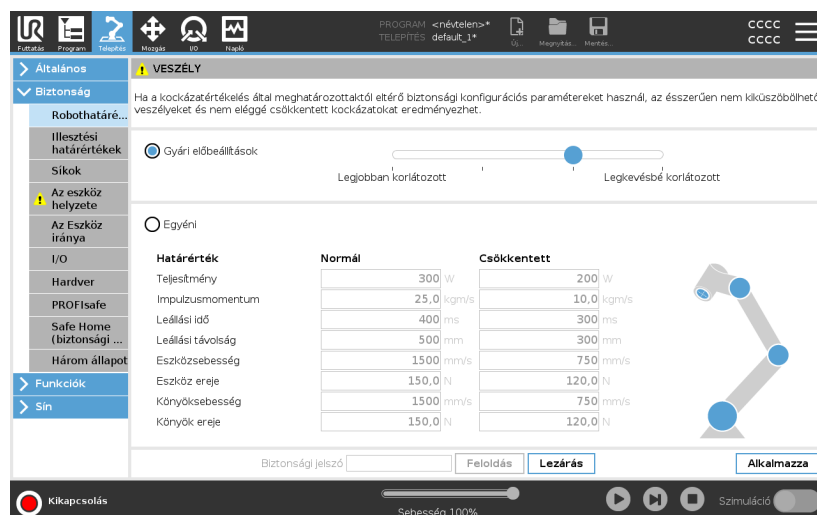 PROGRAM <névtelen>*
TELEPÍTÉS default_1*
CCCC
CCCC
Futtatás Program Telepítés Mozgás I/O Napló Új... Megnyitás... Mentés...
Általános
VESZÉLY
Biztonság
Ha a kockázatértékelés által meghatározottaktól eltérő biztonsági konfigurációs paramétereket használ, az ésszerűen nem kiküszöbölhető
veszélyeket és nem eléggé csökkentett kockázatokat eredményezhet.
Robothatáré...
Illesztési
határértékek
Síkok
Az eszköz
helyzete
Az Eszköz
iránya
I/O
Hardver
PROFIsafe
Safe Home
(biztonsági ...
Három állapot
Funkciók
Sín
Gyári előbeállítások
Legjobban korlátozott Legkevésbé korlátozott
Egyéni
Határérték Normál Csökkentett
Teljesítmény 300 W 200 W
Impulzusmomentum 25,0 kgm/s 10,0 kgm/s
Leállási idő 400 ms 300 ms
Leállási távolság 500 mm 300 mm
Eszközsebesség 1500 mm/s 750 mm/s
Eszköz ereje 150,0 N 120,0 N
Könyöksebesség 1500 mm/s 750 mm/s
Könyök ereje 150,0 N 120,0 N
Biztonsági jelszó Feloldás Lezárás Alkalmazza
Kikapcsolás
Sebesség 100%
Szimuláció